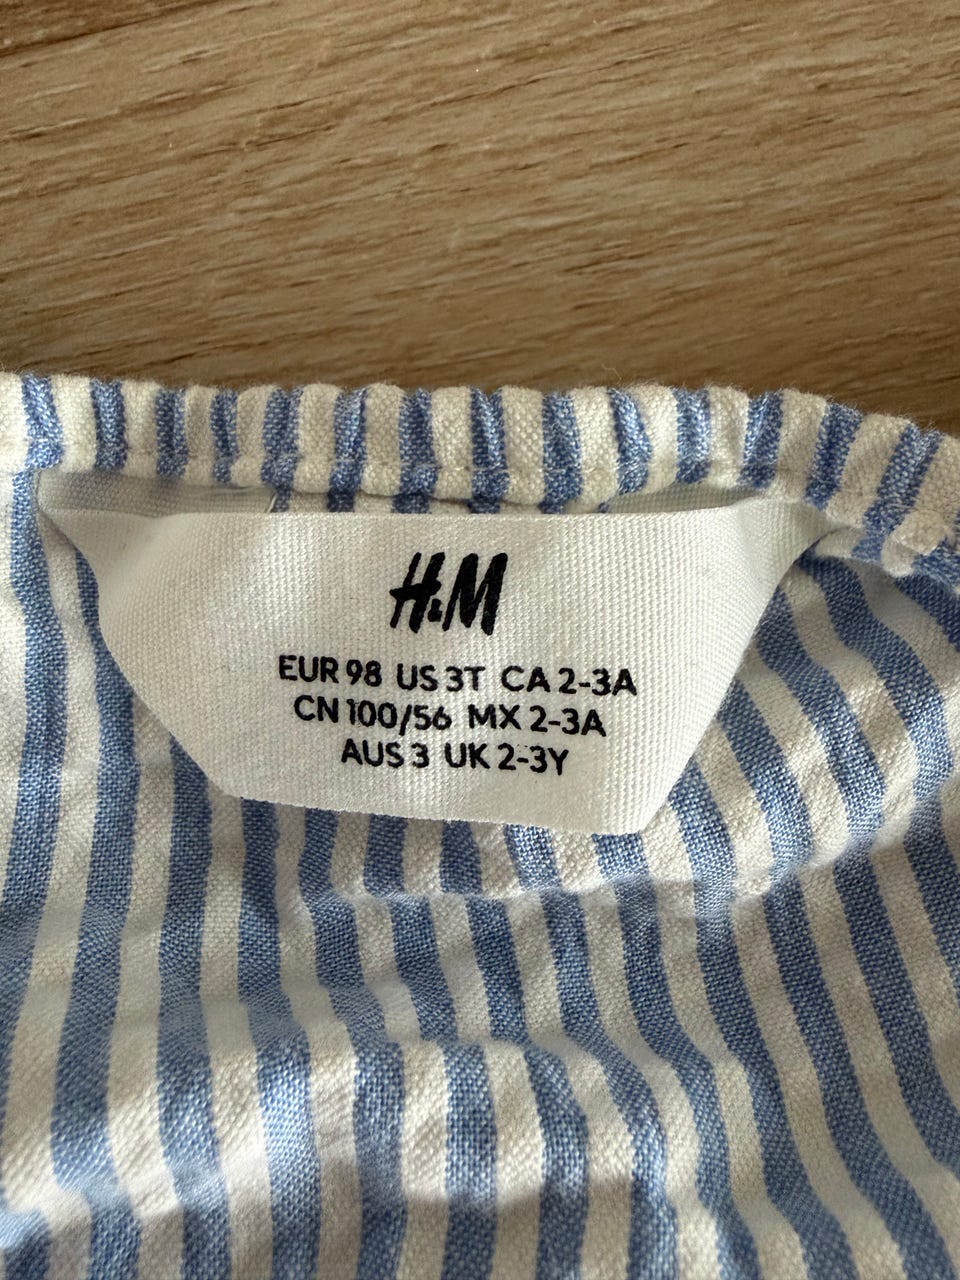 H&M
EUR 98 US 3T CA 2-3A
CN 100/56 MX 2-3A
AUS 3 UK 2-3Y